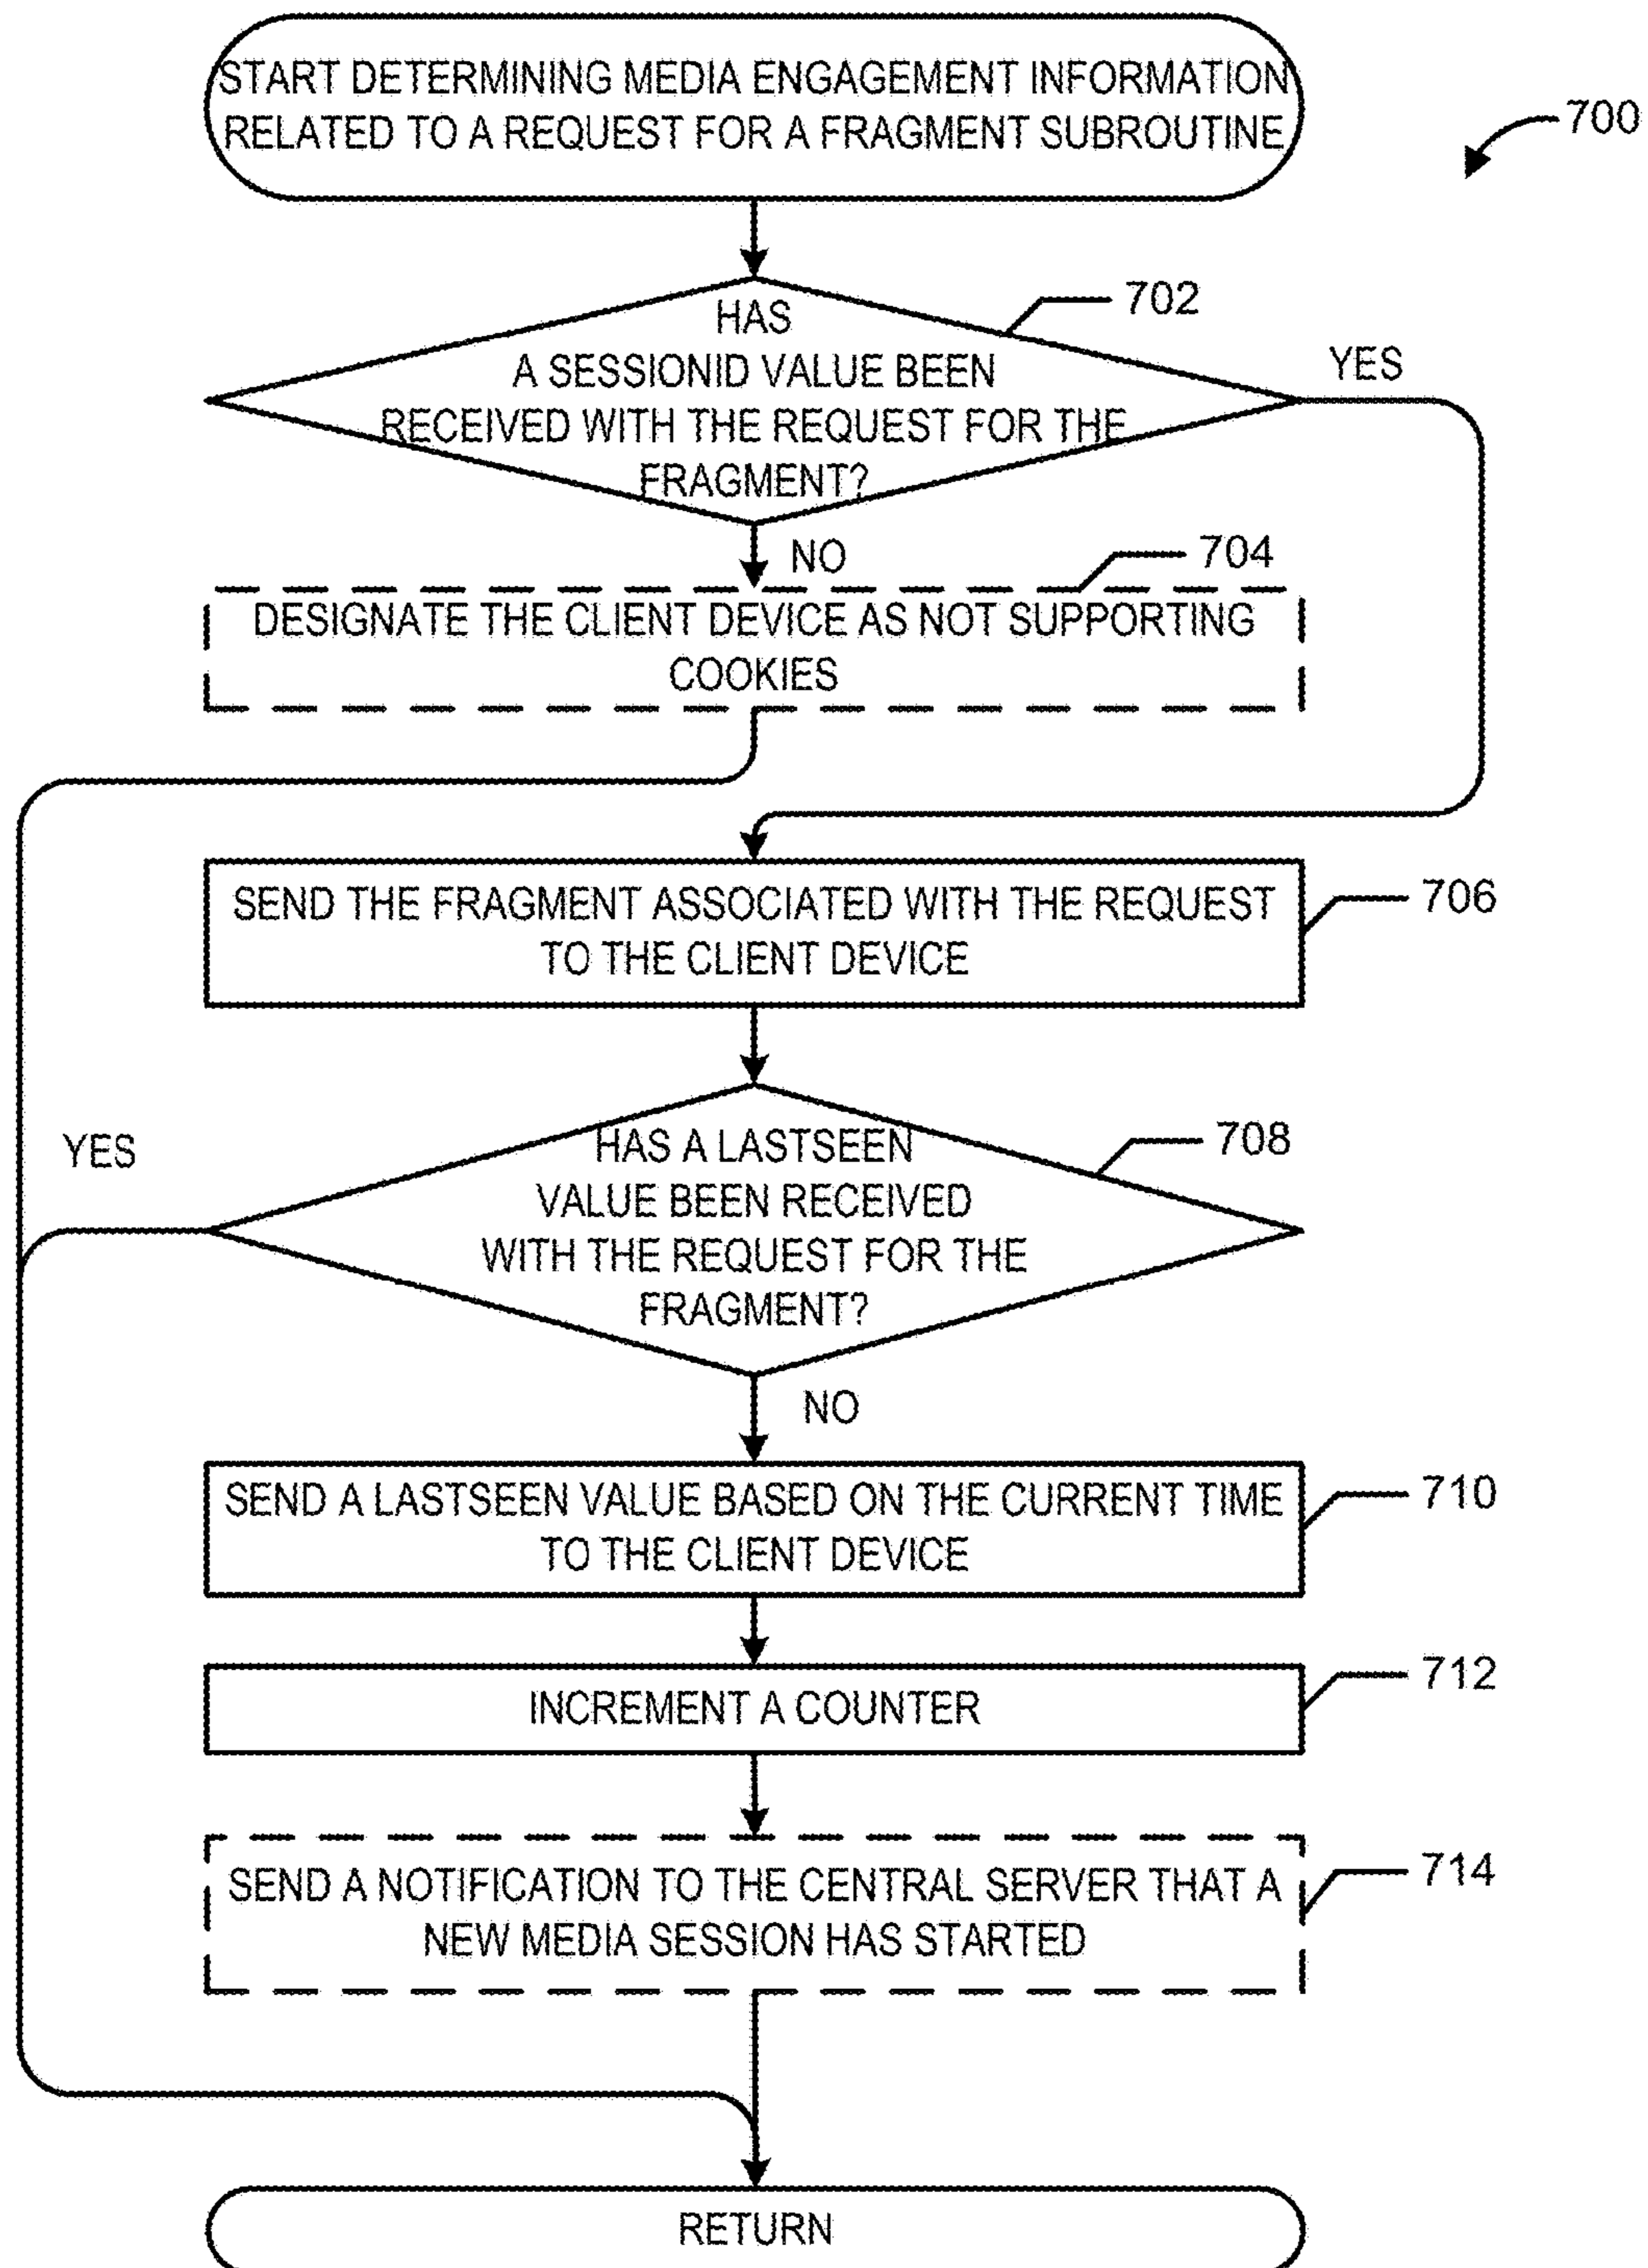 START DETERMINING MEDIA ENGAGEMENT INFORMATION
RELATED TO A REQUEST FOR A FRAGMENT SUBROUTINE
700
702
HAS
A SESSIONID VALUE BEEN
RECEIVED WITH THE REQUEST FOR THE
FRAGMENT?
YES
NO
704
DESIGNATE THE CLIENT DEVICE AS NOT SUPPORTING
COOKIES
SEND THE FRAGMENT ASSOCIATED WITH THE REQUEST
TO THE CLIENT DEVICE
706
YES
HAS A LASTSEEN
VALUE BEEN RECEIVED
WITH THE REQUEST FOR THE
FRAGMENT?
708
NO
SEND A LASTSEEN VALUE BASED ON THE CURRENT TIME
TO THE CLIENT DEVICE
710
INCREMENT A COUNTER
712
SEND A NOTIFICATION TO THE CENTRAL SERVER THAT A
NEW MEDIA SESSION HAS STARTED
714
RETURN